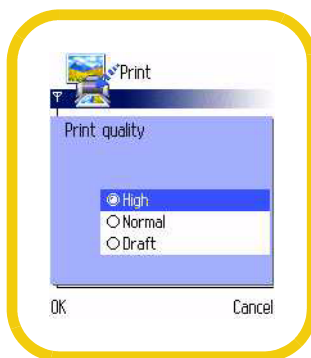 Print
Print quality
High
Normal
Draft
OK Cancel